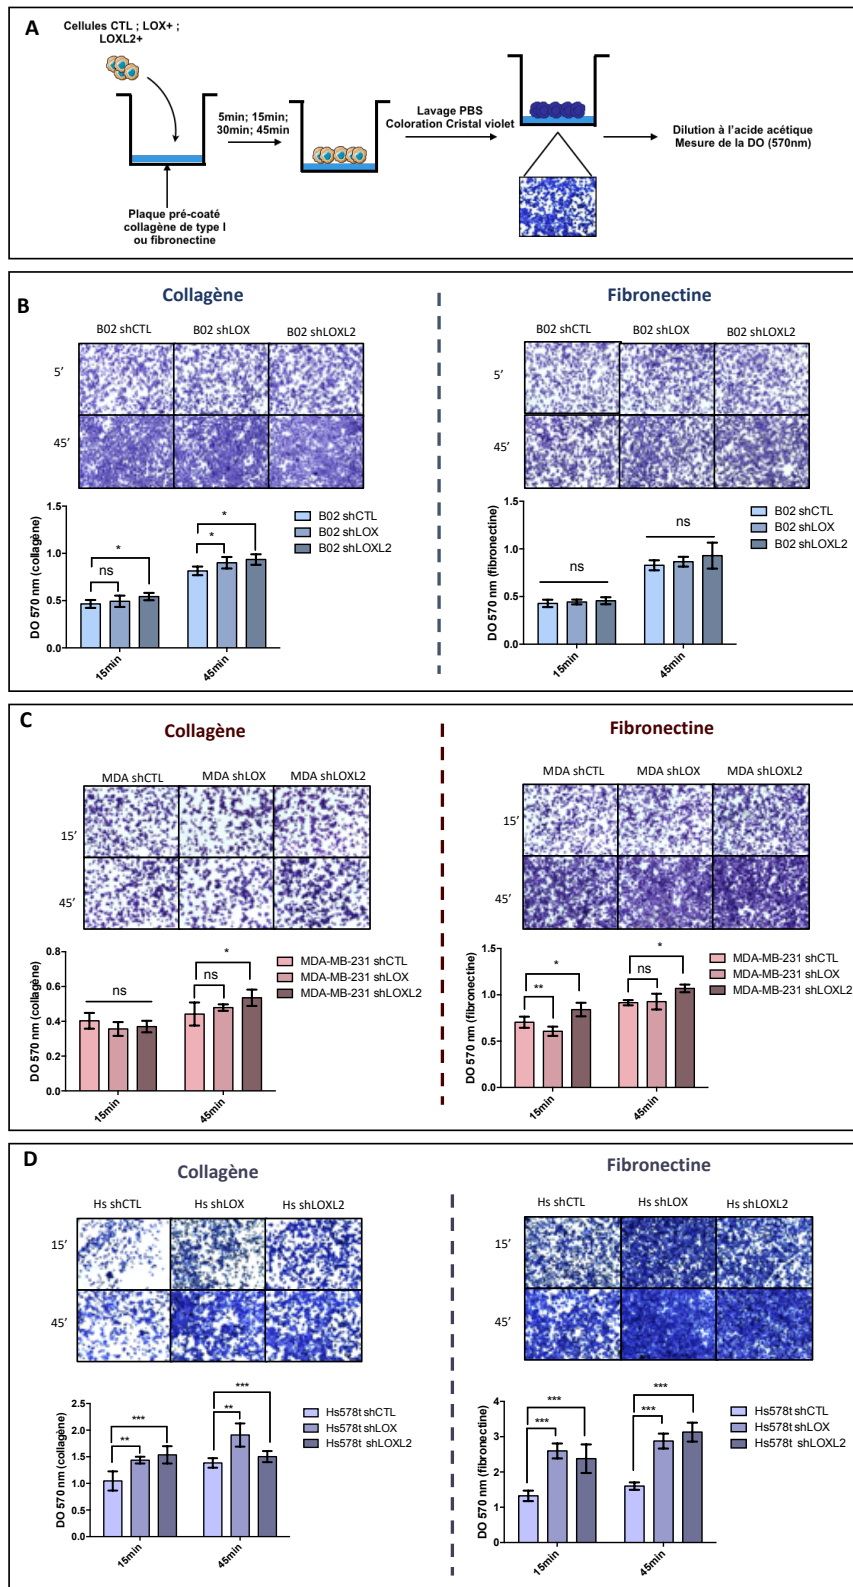 A
Cellules CTL ; LOX+ ;
LOXL2+
5min; 15min;
30min; 45min
Lavage PBS
Coloration Cristal violet
Dilution à l'acide acétique
Mesure de la DO (570nm)
Plaque pré-coaté
collagène de type I
ou fibronectine
B
Collagène
Fibronectine
B02 shCTL
B02 shLOX
B02 shLOXL2
B02 shCTL
B02 shLOX
B02 shLOXL2
5'
5'
45'
45'
DO 570 nm (collagène)
1.5
1.0
0.5
0.0
ns
*
*
*
15min
45min
B02 shCTL
B02 shLOX
B02 shLOXL2
DO 570 nm (fibronectine)
1.5
1.0
0.5
0.0
ns
ns
15min
45min
B02 shCTL
B02 shLOX
B02 shLOXL2
C
Collagène
Fibronectine
MDA shCTL
MDA shLOX
MDA shLOXL2
MDA shCTL
MDA shLOX
MDA shLOXL2
15'
15'
45'
45'
DO 570 nm (collagène)
0.8
0.6
0.4
0.2
0.0
ns
ns
*
15min
45min
MDA-MB-231 shCTL
MDA-MB-231 shLOX
MDA-MB-231 shLOXL2
DO 570 nm (fibronectine)
1.5
1.0
0.5
0.0
**
*
ns
*
15min
45min
MDA-MB-231 shCTL
MDA-MB-231 shLOX
MDA-MB-231 shLOXL2
D
Collagène
Fibronectine
Hs shCTL
Hs shLOX
Hs shLOXL2
Hs shCTL
Hs shLOX
Hs shLOXL2
15'
15'
45'
45'
DO 570 nm (collagène)
2.5
2.0
1.5
1.0
0.5
0.0
**
***
**
***
15min
45min
Hs578t shCTL
Hs578t shLOX
Hs578t shLOXL2
DO 570 nm (fibronectine)
4
3
2
1
0
***
***
***
***
15min
45min
Hs578t shCTL
Hs578t shLOX
Hs578t shLOXL2